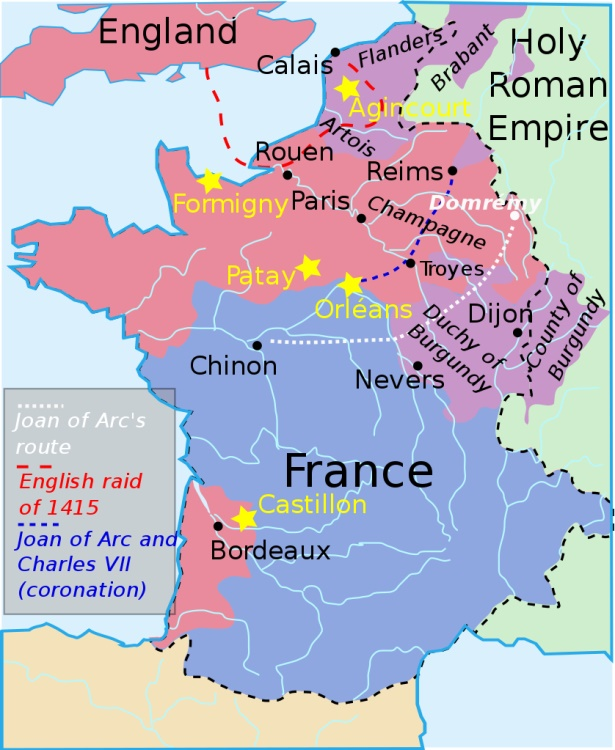 England
Calais
Flanders
Brabant
Holy
Roman
Empire
Agincourt
Artois
Rouen
Reims
Formigny
Paris
Champagne
Domremy
Patay
Troyes
Orléans
Dijon
County of
Burgundy
Duchy of
Burgundy
Chinon
Nevers
Joan of Arc's
route
English raid
of 1415
Joan of Arc and
Charles VII
(coronation)
France
Castillon
Bordeaux